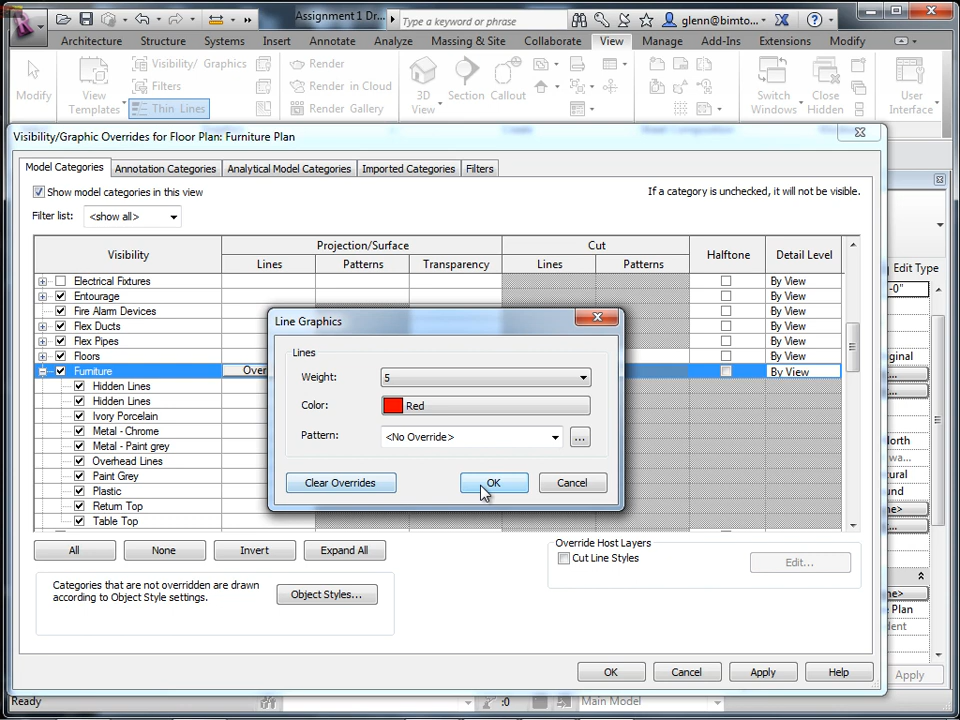 Assignment 1 Dr...
Type a keyword or phrase
glenn@bimto...
Architecture Structure Systems Insert Annotate Analyze Massing & Site Collaborate View Manage Add-Ins Extensions Modify
Modify
View
Templates
Visibility/ Graphics
Filters
Thin Lines
Render
Render in Cloud
Render Gallery
3D
View
Section
Callout
Switch
Windows
Close
Hidden
User
Interface
Visibility/Graphic Overrides for Floor Plan: Furniture Plan
Model Categories Annotation Categories Analytical Model Categories Imported Categories Filters
Show model categories in this view
If a category is unchecked, it will not be visible.
Filter list: <show all>
Visibility
Projection/Surface
Cut
Halftone
Detail Level
Lines Patterns Transparency Lines Patterns
Electrical Fixtures By View
Entourage By View
Fire Alarm Devices By View
Flex Ducts By View
Flex Pipes By View
Floors By View
Furniture Over By View
Hidden Lines
Hidden Lines
Ivory Porcelain
Metal - Chrome
Metal - Paint grey
Overhead Lines
Paint Grey
Plastic
Return Top
Table Top
Line Graphics
Lines
Weight: 5
Color: Red
Pattern: <No Override> ...
Clear Overrides OK Cancel
All None Invert Expand All
Override Host Layers
Cut Line Styles Edit...
Categories that are not overridden are drawn
according to Object Style settings.
Object Styles...
OK Cancel Apply Help
Edit Type
-0"
riginal
North
wa...
tural
und
ne>
ne>
Plan
dent
Apply
Ready
:0
Main Model